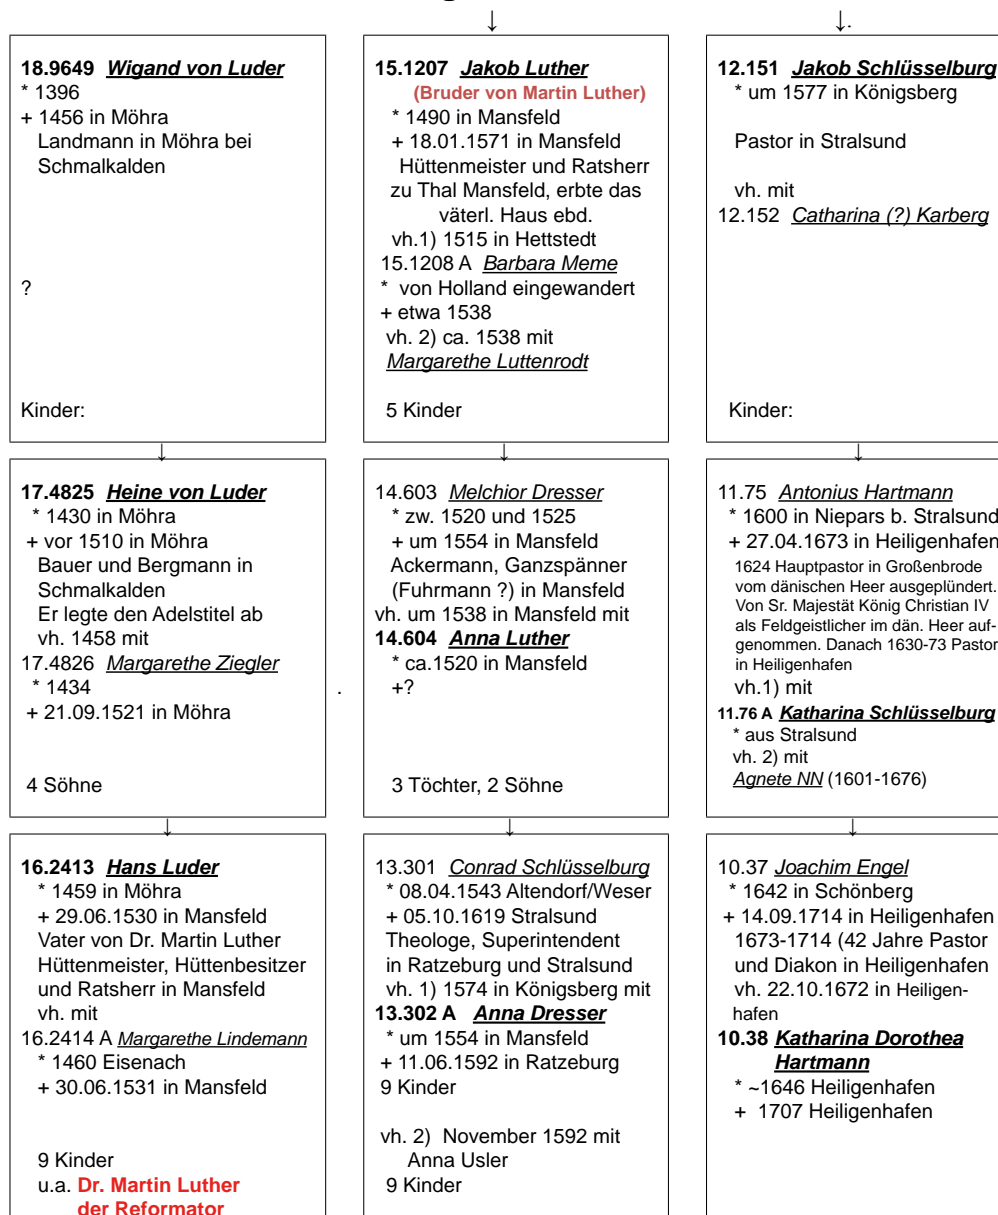 18.9649 Wigand von Luder
* 1396
+ 1456 in Möhra
Landmann in Möhra bei
Schmalkalden
?
Kinder:
17.4825 Heine von Luder
* 1430 in Möhra
+ vor 1510 in Möhra
Bauer und Bergmann in
Schmalkalden
Er legte den Adelstitel ab
vh. 1458 mit
17.4826 Margarethe Ziegler
* 1434
+ 21.09.1521 in Möhra
4 Söhne
16.2413 Hans Luder
* 1459 in Möhra
+ 29.06.1530 in Mansfeld
Vater von Dr. Martin Luther
Hüttenmeister, Hüttenbesitzer
und Ratsherr in Mansfeld
vh. mit
16.2414 A Margarethe Lindemann
* 1460 Eisenach
+ 30.06.1531 in Mansfeld
9 Kinder
u.a. Dr. Martin Luther
der Reformator
15.1207 Jakob Luther
(Bruder von Martin Luther)
* 1490 in Mansfeld
+ 18.01.1571 in Mansfeld
Hüttenmeister und Ratsherr
zu Thal Mansfeld, erbte das
väterl. Haus ebd.
vh.1) 1515 in Hettstedt
15.1208 A Barbara Meme
* von Holland eingewandert
+ etwa 1538
vh. 2) ca. 1538 mit
Margarethe Luttenrodt
5 Kinder
14.603 Melchior Dresser
* zw. 1520 und 1525
+ um 1554 in Mansfeld
Ackermann, Ganzspänner
(Fuhrmann ?) in Mansfeld
vh. um 1538 in Mansfeld mit
14.604 Anna Luther
* ca.1520 in Mansfeld
+?
3 Töchter, 2 Söhne
13.301 Conrad Schlüsselburg
* 08.04.1543 Altendorf/Weser
+ 05.10.1619 Stralsund
Theologe, Superintendent
in Ratzeburg und Stralsund
vh. 1) 1574 in Königsberg mit
13.302 A Anna Dresser
* um 1554 in Mansfeld
+ 11.06.1592 in Ratzeburg
9 Kinder
vh. 2) November 1592 mit
Anna Usler
9 Kinder
12.151 Jakob Schlüsselburg
* um 1577 in Königsberg
Pastor in Stralsund
vh. mit
12.152 Catharina (?) Karberg
Kinder:
11.75 Antonius Hartmann
* 1600 in Niepars b. Stralsund
+ 27.04.1673 in Heiligenhafen
1624 Hauptpastor in Großenbrode
vom dänischen Heer ausgeplündert.
Von Sr. Majestät König Christian IV
als Feldgeistlicher im dän. Heer auf-
genommen. Danach 1630-73 Pastor
in Heiligenhafen
vh.1) mit
11.76 A Katharina Schlüsselburg
* aus Stralsund
vh. 2) mit
Agnete NN (1601-1676)
10.37 Joachim Engel
* 1642 in Schönberg
+ 14.09.1714 in Heiligenhafen
1673-1714 (42 Jahre Pastor
und Diakon in Heiligenhafen
vh. 22.10.1672 in Heiligen-
hafen
10.38 Katharina Dorothea
Hartmann
* ~1646 Heiligenhafen
+ 1707 Heiligenhafen